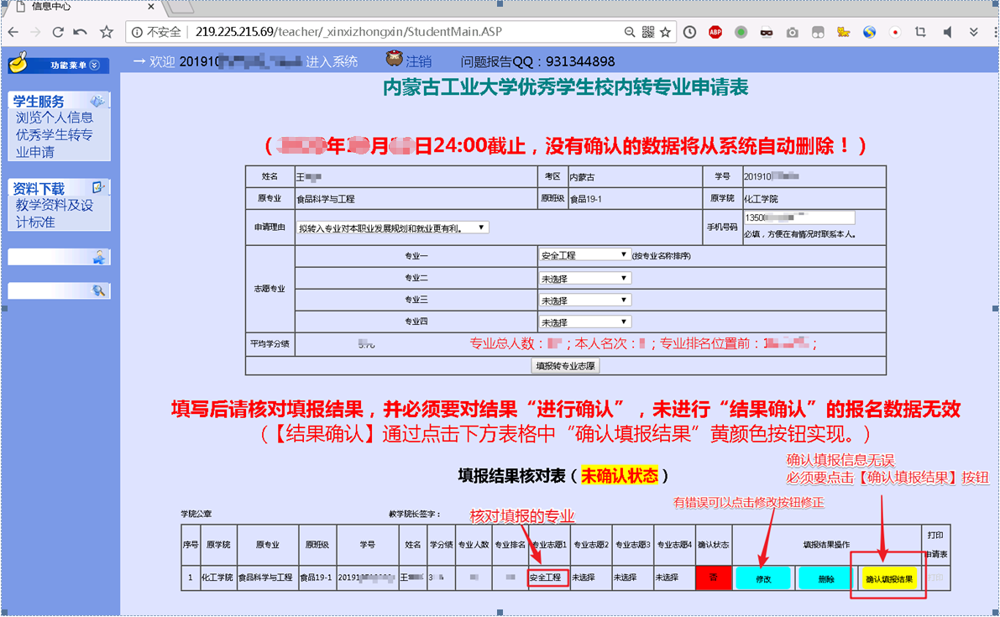 信息中心
不安全 219.225.215.69/teacher/_xinxizhongxin/StudentMain.ASP
ABP
功能菜单
→ 欢迎 201910 进入系统 注销 问题报告QQ：931344898
学生服务
浏览个人信息
优秀学生转专
业申请
资料下载
教学资料及设
计标准
内蒙古工业大学优秀学生校内转专业申请表
（ 年 月 日24:00截止，没有确认的数据将从系统自动删除！）
姓名 王 考区 内蒙古 学号 201910
原专业 食品科学与工程 原班级 食品19-1 原学院 化工学院
申请理由 拟转入专业对本职业发展规划和就业更有利。 手机号码 1350
必填，方便在有情况时联系本人。
志愿专业
专业一 安全工程 (按专业名称排序)
专业二 未选择
专业三 未选择
专业四 未选择
平均学分绩 专业总人数： ；本人名次： ；专业排名位置前：1 ；
填报转专业志愿
填写后请核对填报结果，并必须要对结果“进行确认”，未进行“结果确认”的报名数据无效
（【结果确认】通过点击下方表格中“确认填报结果”黄颜色按钮实现。）
填报结果核对表（未确认状态）
确认填报信息无误
必须要点击【确认填报结果】按钮
有错误可以点击修改按钮修正
学院公章 教学院长签字：
核对填报的专业
序号 原学院 原专业 原班级 学号 姓名 学分绩 专业人数 专业排名 专业志愿1 专业志愿2 专业志愿3 专业志愿4 确认状态 填报结果操作 打印
申请表
1 化工学院 食品科学与工程 食品19-1 20191 王 3 安全工程 未选择 未选择 未选择 否 修改 删除 确认填报结果 打印